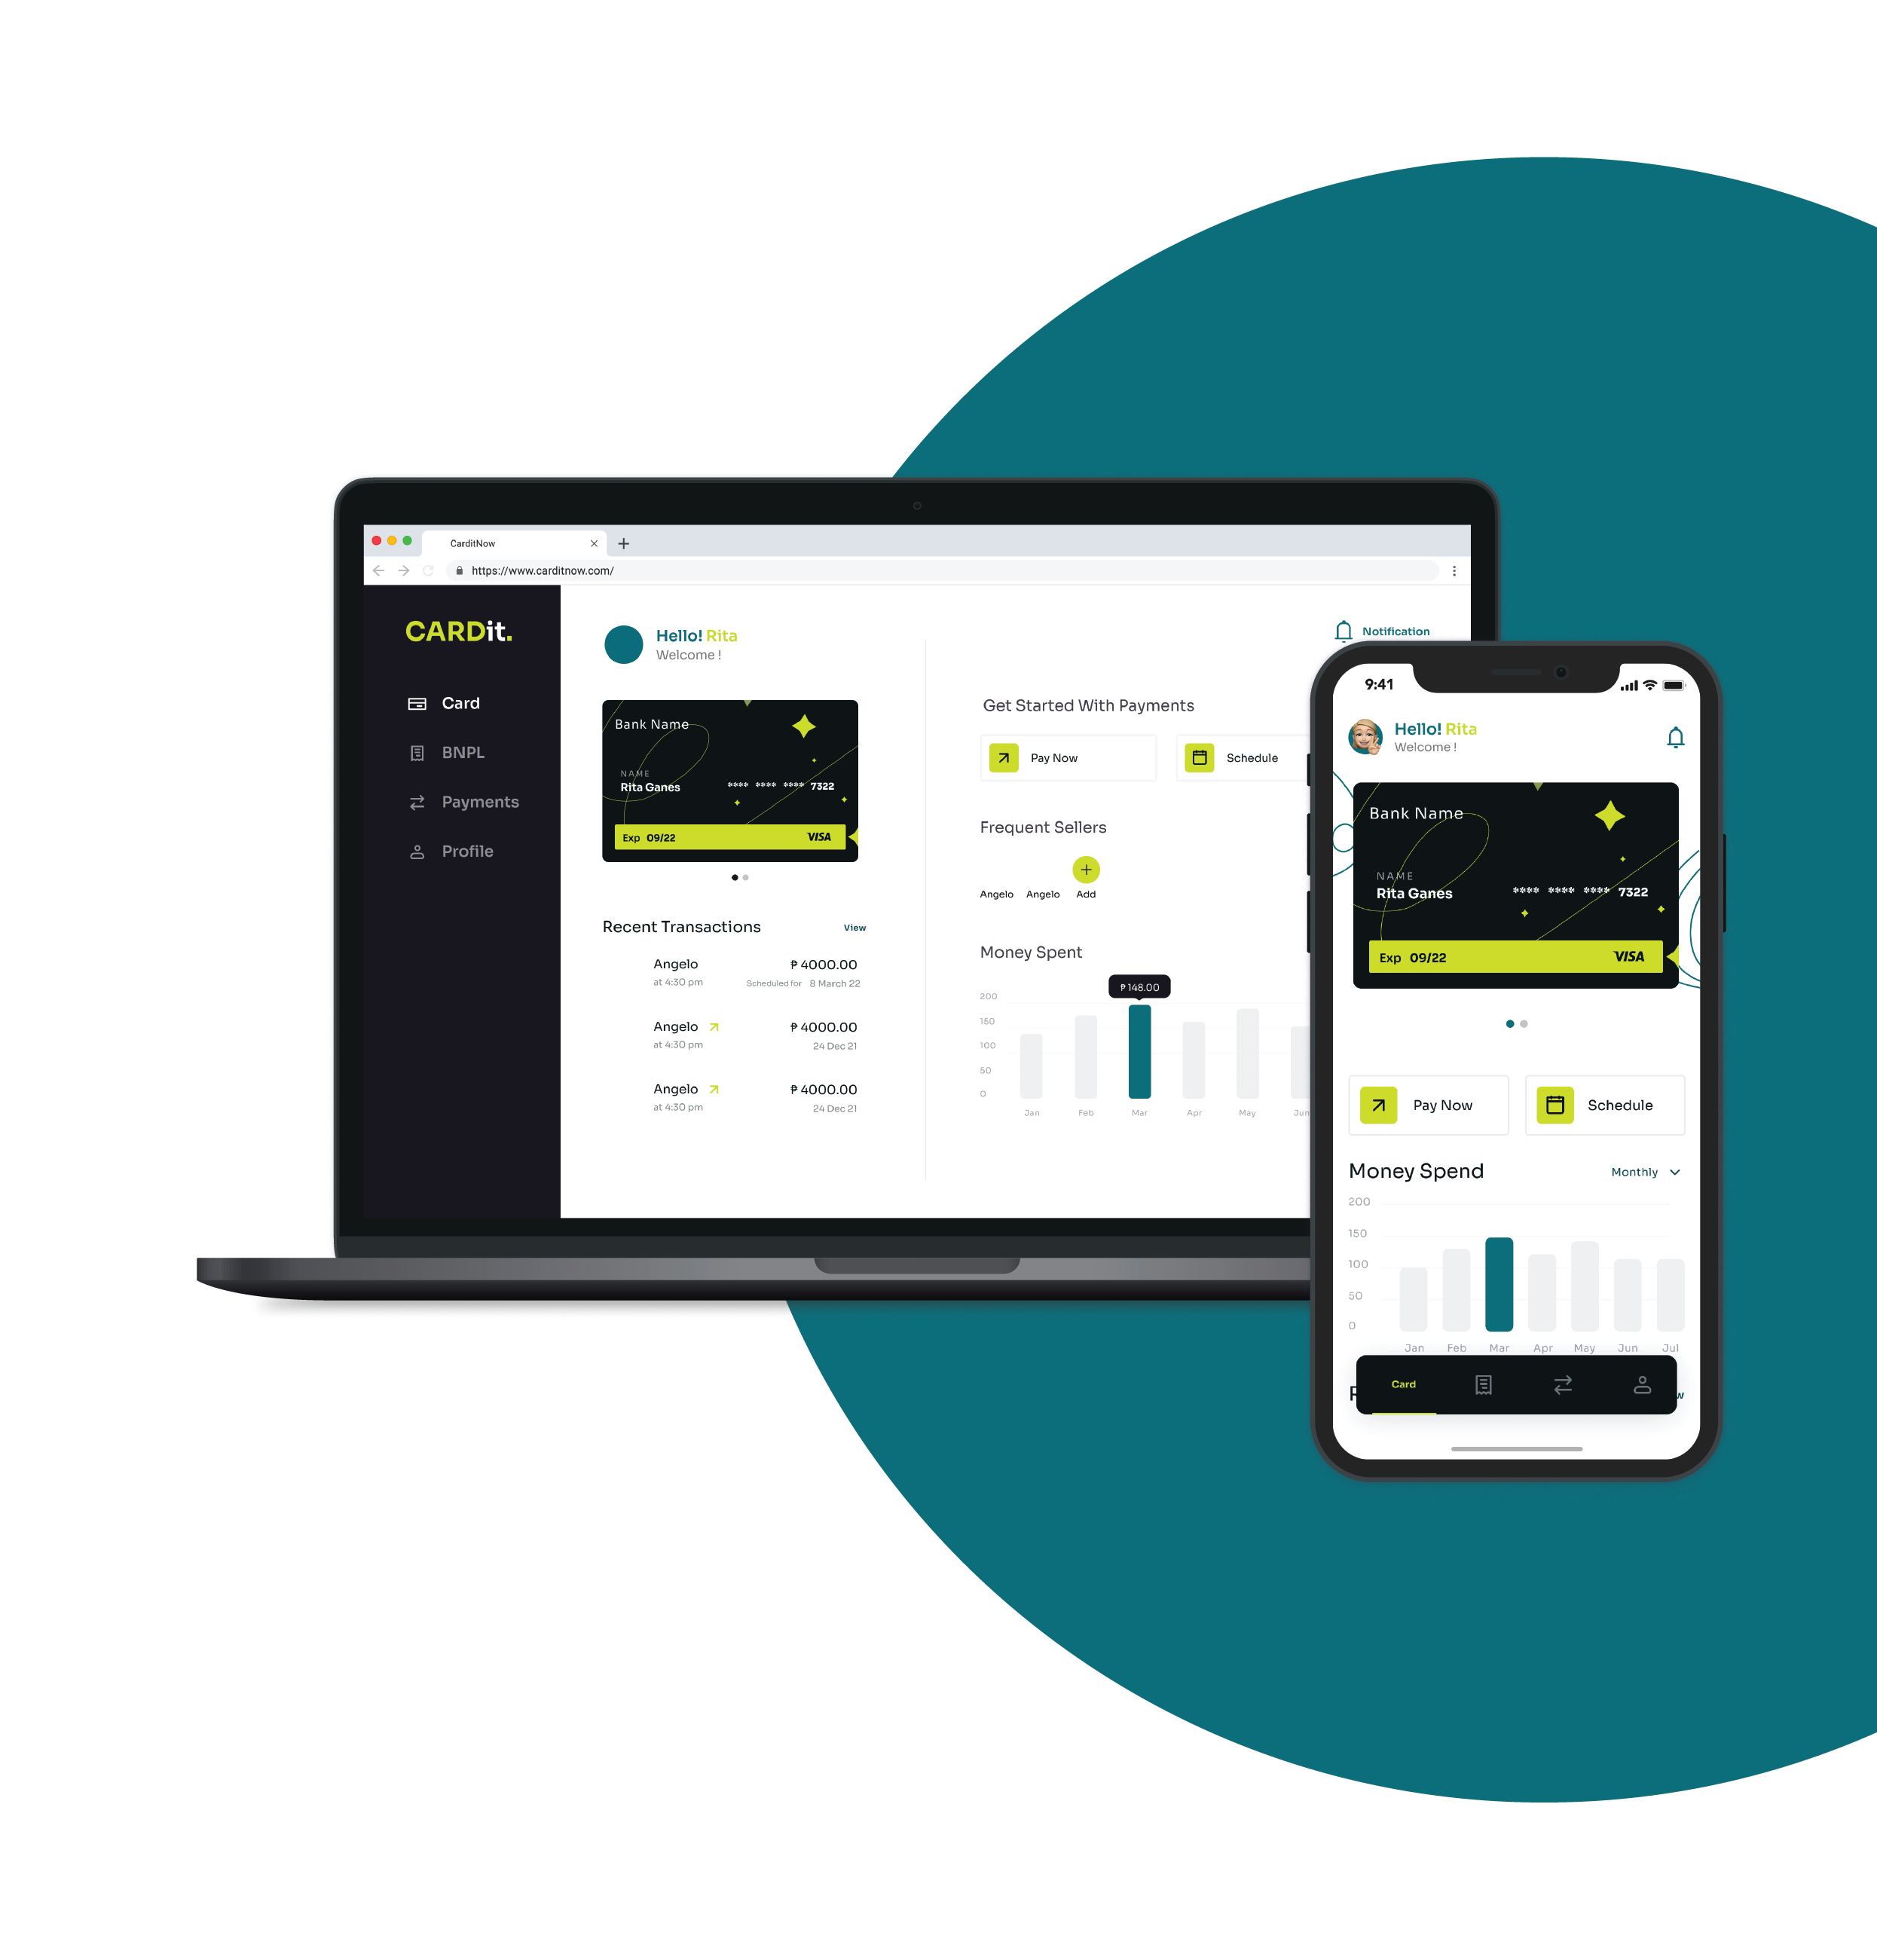 CarditNow
https://www.carditnow.com/
CARDit.
Card
BNPL
Payments
Profile
Hello! Rita
Welcome !
Bank Name
NAME
Rita Ganes
**** **** **** 7322
Exp 09/22
VISA
Recent Transactions
View
Angelo
₱ 4000.00
at 4:30 pm
Scheduled for 8 March 22
Angelo
₱ 4000.00
at 4:30 pm
24 Dec 21
Angelo
₱ 4000.00
at 4:30 pm
24 Dec 21
Notification
Get Started With Payments
Pay Now
Schedule
Frequent Sellers
Angelo
Angelo
Add
Money Spent
₱ 148.00
200
150
100
50
0
Jan
Feb
Mar
Apr
May
Jun
9:41
Hello! Rita
Welcome !
Bank Name
NAME
Rita Ganes
**** **** **** 7322
Exp 09/22
VISA
Pay Now
Schedule
Money Spend
Monthly
200
150
100
50
0
Jan
Feb
Mar
Apr
May
Jun
Jul
Card